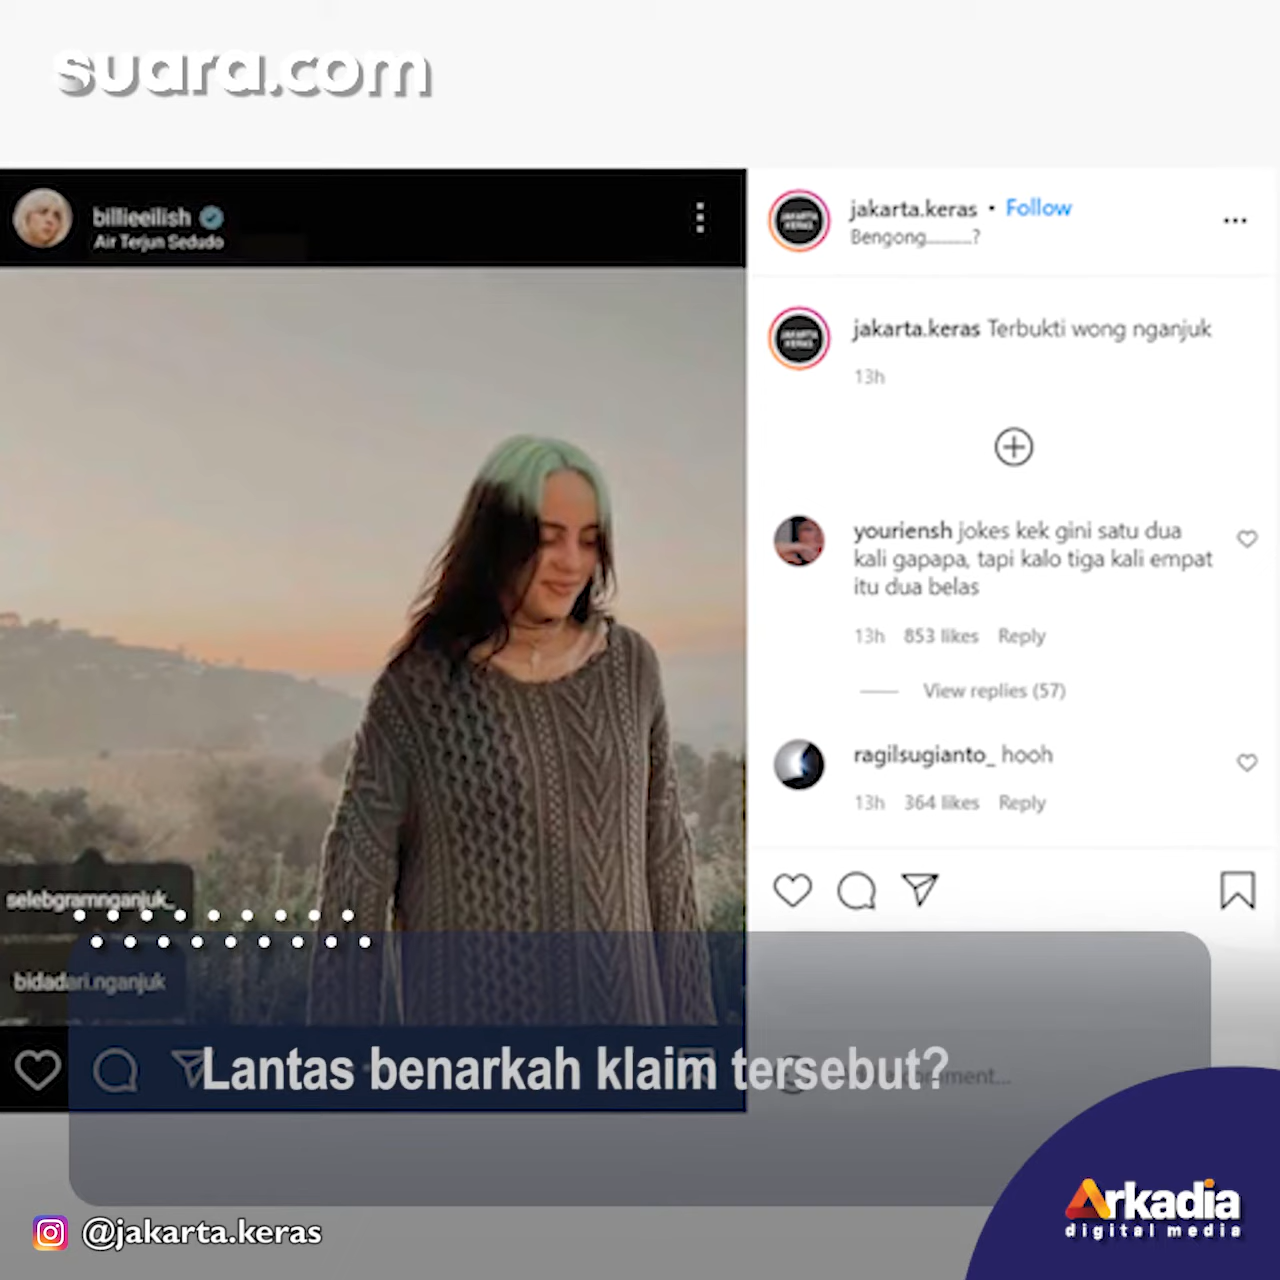 suara.com
billieeilish
Air Terjun Sedudo
jakarta.keras • Follow
Bengong............?
jakarta.keras Terbukti wong nganjuk
13h
youriensh jokes kek gini satu dua
kali gapapa, tapi kalo tiga kali empat
itu dua belas
13h 853 likes Reply
View replies (57)
ragilsugianto_ hooh
13h 364 likes Reply
selebgramnganjuk_
bidadari.nganjuk
Lantas benarkah klaim tersebut?
@jakarta.keras
Arkadia
digital media